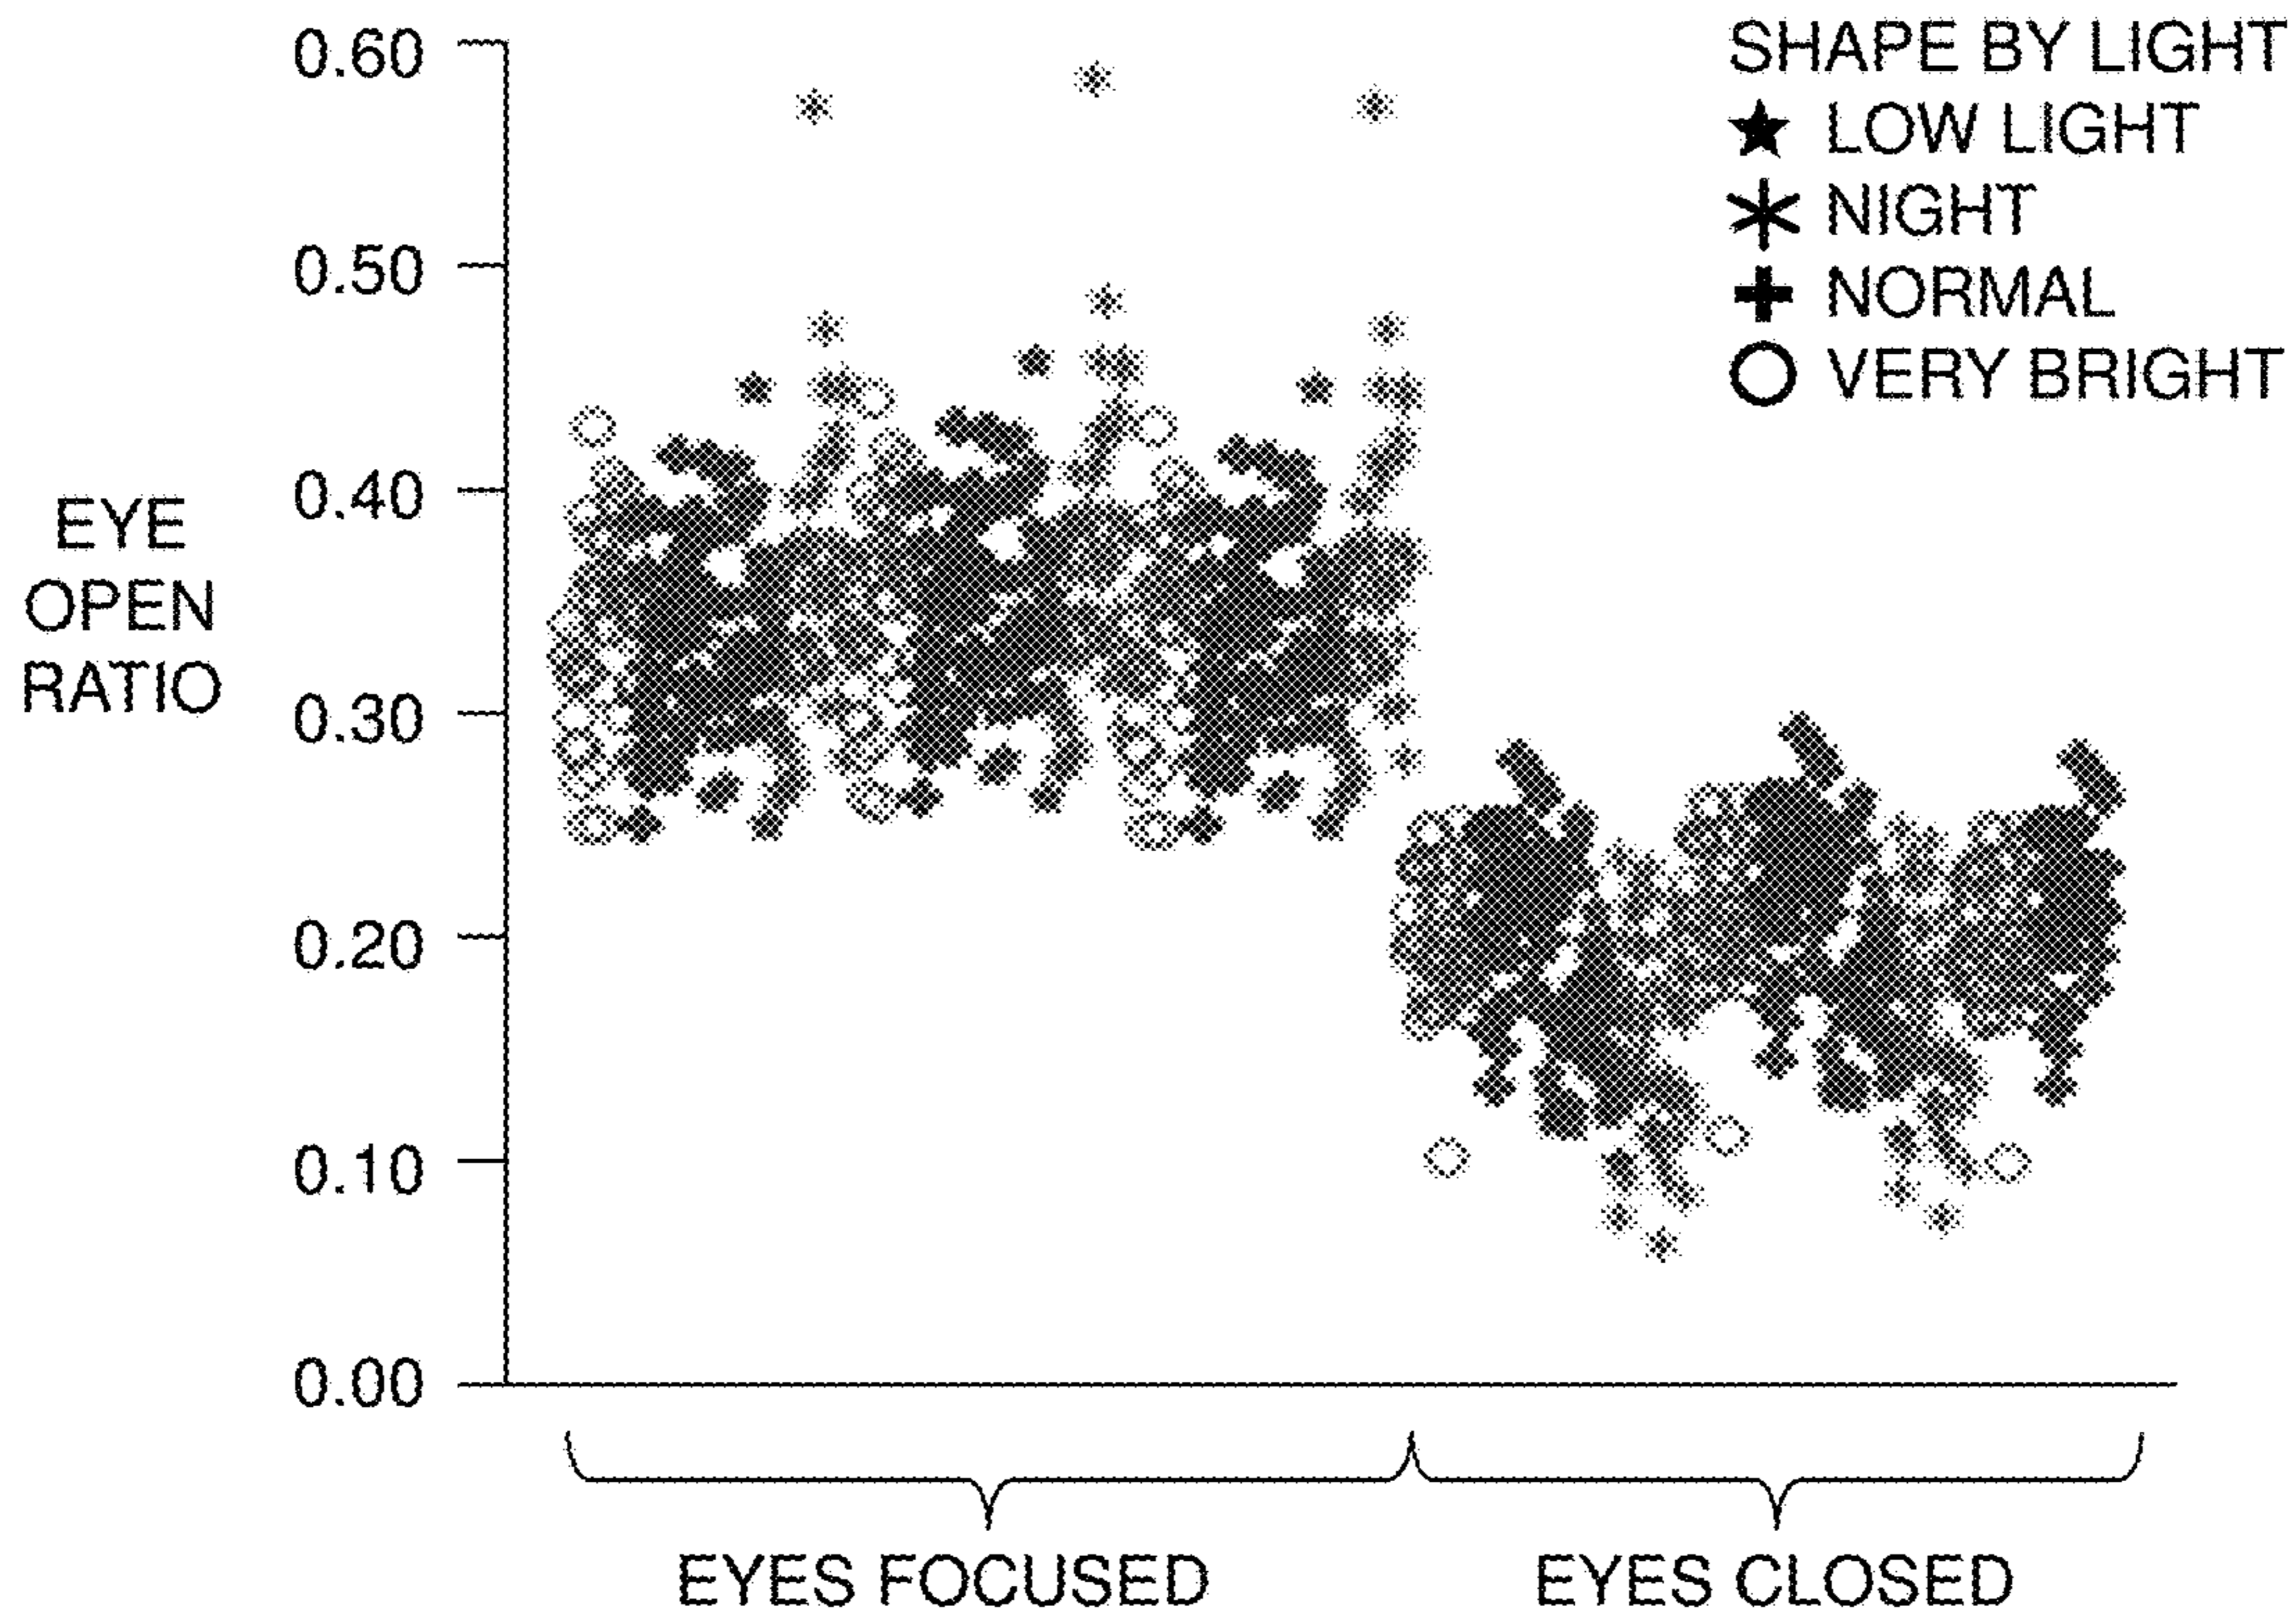 SHAPE BY LIGHT
★ LOW LIGHT
NIGHT
NORMAL
VERY BRIGHT
0.60
0.50
0.40
0.30
0.20
0.10
0.00
EYE
OPEN
RATIO
EYES FOCUSED
EYES CLOSED